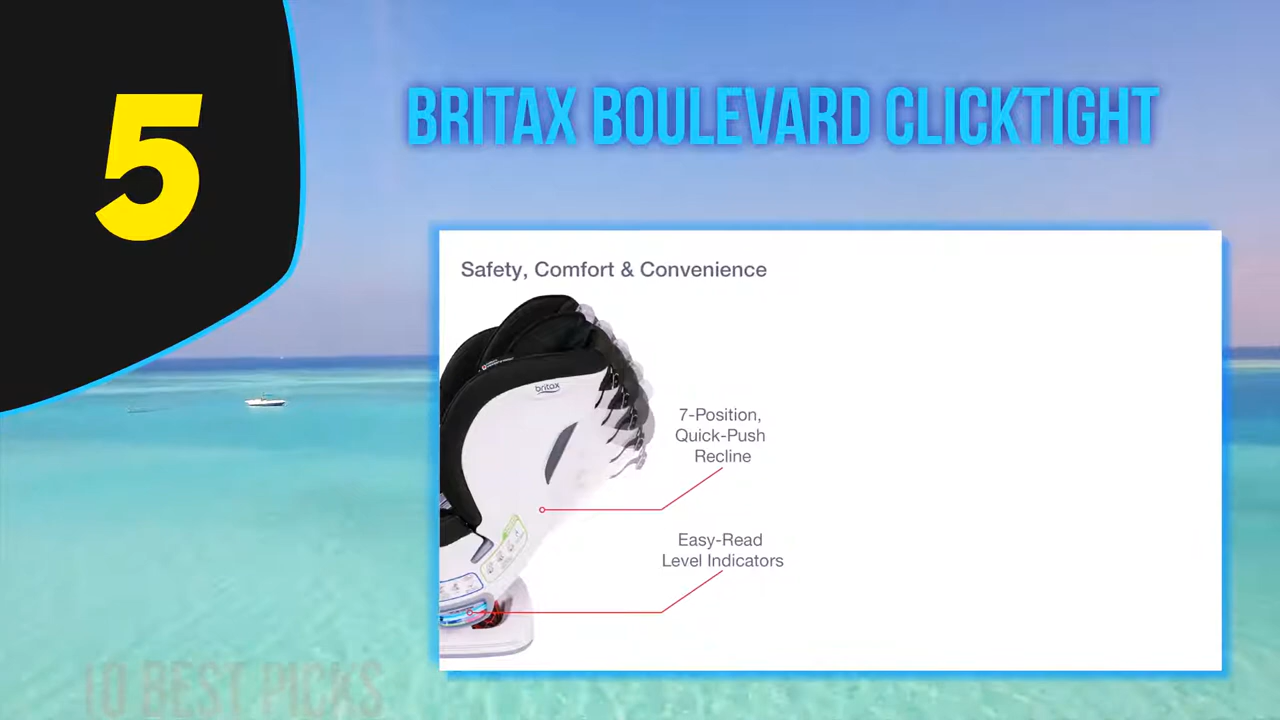 5
BRITAX BOULEVARD CLICKTIGHT
Safety, Comfort & Convenience
britax
7-Position,
Quick-Push
Recline
Easy-Read
Level Indicators
10 BEST PICKS